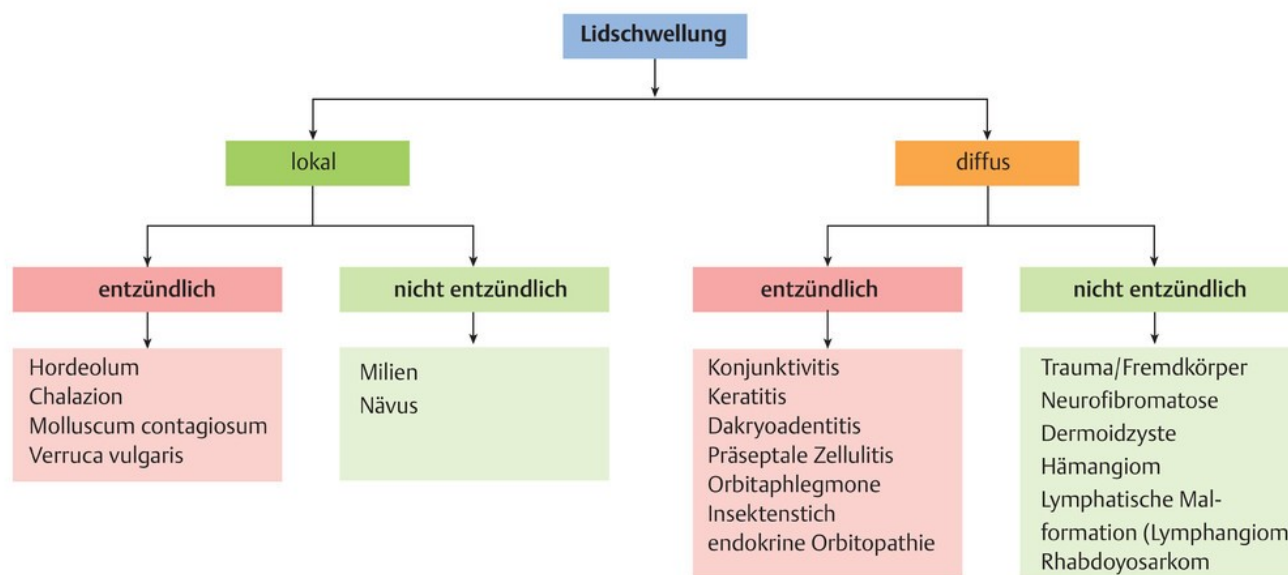 Lidschwellung
lokal
diffus
entzündlich
nicht entzündlich
entzündlich
nicht entzündlich
Hordeolum
Chalazion
Molluscum contagiosum
Verruca vulgaris
Milien
Nävus
Konjunktivitis
Keratitis
Dakryoadentitis
Präseptale Zellulitis
Orbitaphlegmone
Insektenstich
endokrine Orbitopathie
Trauma/Fremdkörper
Neurofibromatose
Dermoidzyste
Hämangiom
Lymphatische Mal-
formation (Lymphangiom
Rhabdoyosarkom